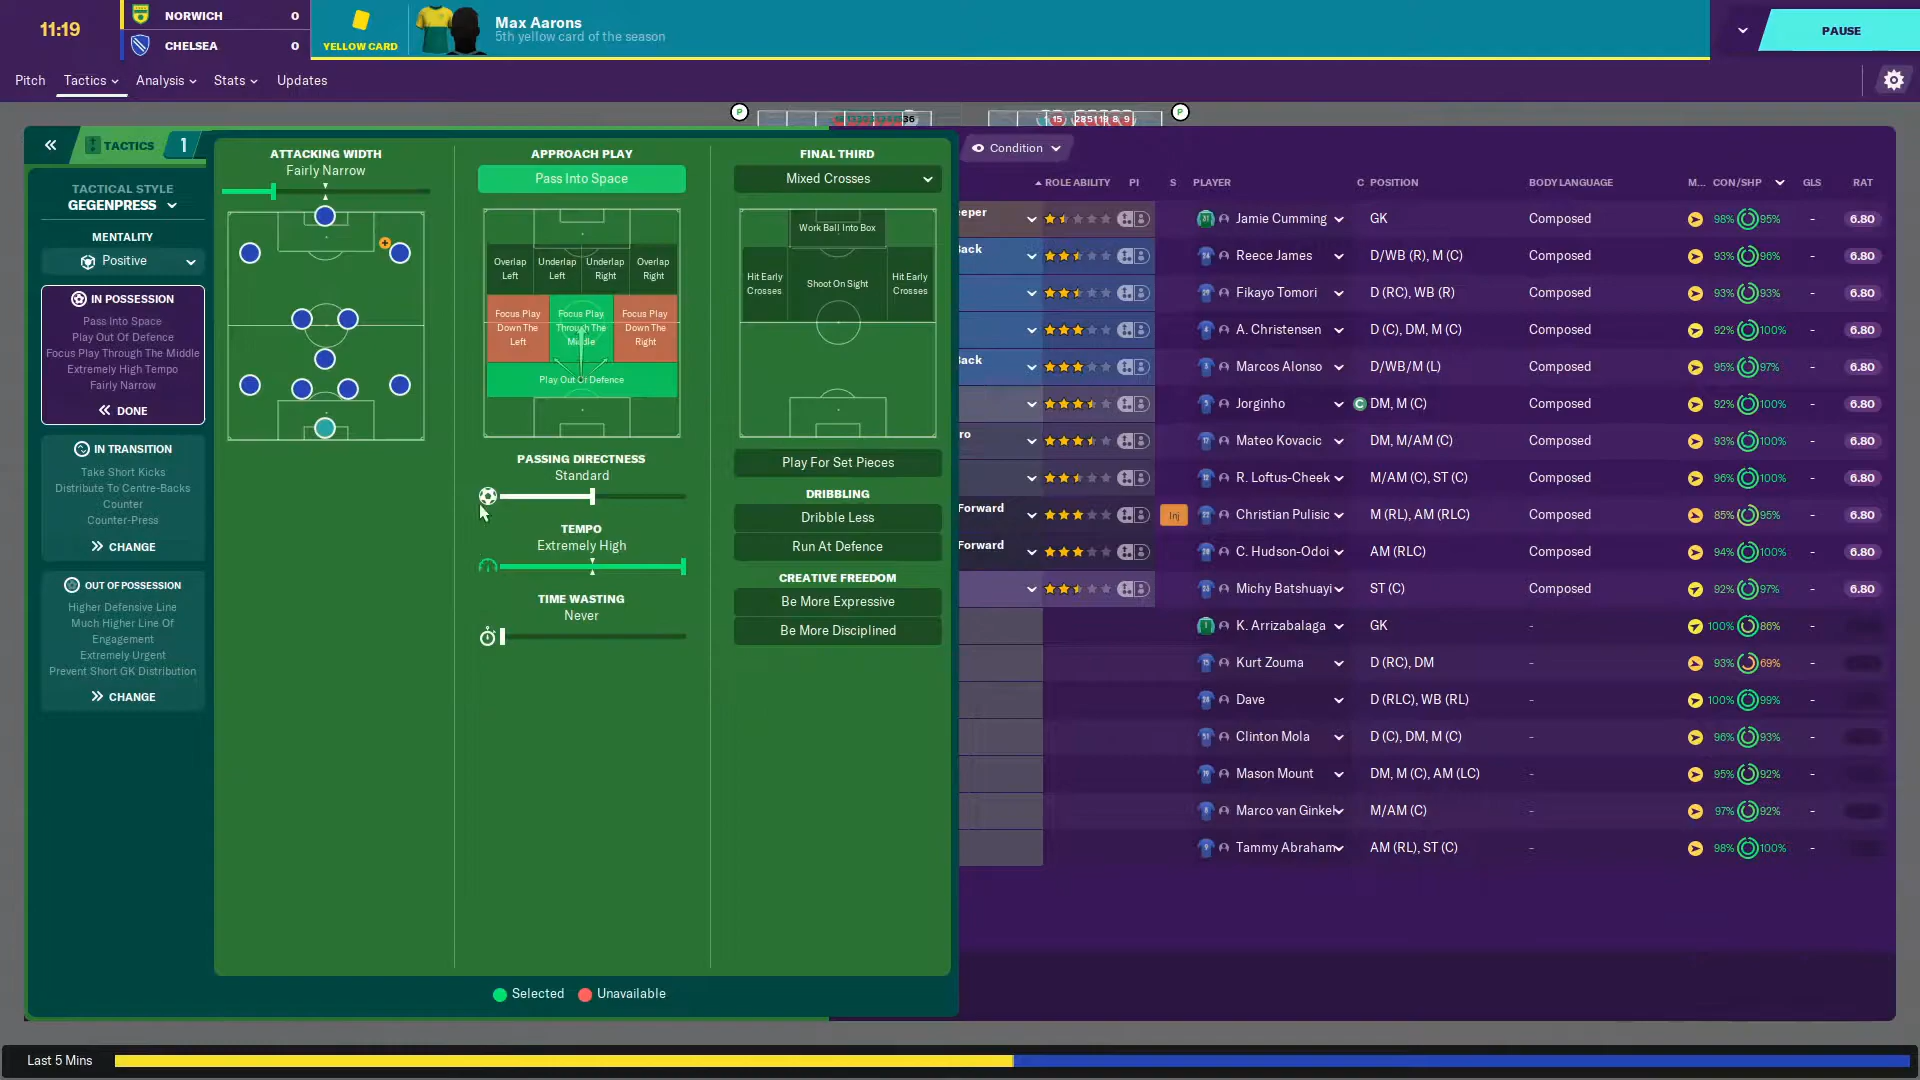 11:19
NORWICH 0
CHELSEA 0
YELLOW CARD
Max Aarons
5th yellow card of the season
PAUSE
Pitch Tactics Analysis Stats Updates
P
36
P
TACTICS 1
TACTICAL STYLE
GEGENPRESS
MENTALITY
Positive
IN POSSESSION
Pass Into Space
Play Out Of Defence
Focus Play Through The Middle
Extremely High Tempo
Fairly Narrow
DONE
IN TRANSITION
Take Short Kicks
Distribute To Centre-Backs
Counter
Counter-Press
CHANGE
OUT OF POSSESSION
Higher Defensive Line
Much Higher Line Of
Engagement
Extremely Urgent
Prevent Short GK Distribution
CHANGE
ATTACKING WIDTH
Fairly Narrow
APPROACH PLAY
Pass Into Space
Overlap Left
Underlap Left
Underlap Right
Overlap Right
Focus Play Down The Left
Focus Play Through The Middle
Focus Play Down The Right
Play Out Of Defence
PASSING DIRECTNESS
Standard
TEMPO
Extremely High
TIME WASTING
Never
FINAL THIRD
Mixed Crosses
Work Ball Into Box
Hit Early Crosses
Shoot On Sight
Hit Early Crosses
Play For Set Pieces
DRIBBLING
Dribble Less
Run At Defence
CREATIVE FREEDOM
Be More Expressive
Be More Disciplined
Selected Unavailable
Condition
ROLE ABILITY PI S PLAYER C POSITION BODY LANGUAGE M... CON/SHP GLS RAT
eeper Jamie Cumming GK Composed 98% 95% - 6.80
Back Reece James D/WB (R), M (C) Composed 93% 96% - 6.80
Fikayo Tomori D (RC), WB (R) Composed 93% 93% - 6.80
A. Christensen D (C), DM, M (C) Composed 92% 100% - 6.80
Back Marcos Alonso D/WB/M (L) Composed 95% 97% - 6.80
Jorginho C DM, M (C) Composed 92% 100% - 6.80
ro Mateo Kovacic DM, M/AM (C) Composed 93% 100% - 6.80
R. Loftus-Cheek M/AM (C), ST (C) Composed 96% 100% - 6.80
Forward Inj Christian Pulisic M (RL), AM (RLC) Composed 85% 95% - 6.80
Forward C. Hudson-Odoi AM (RLC) Composed 94% 100% - 6.80
Michy Batshuayi ST (C) Composed 92% 97% - 6.80
K. Arrizabalaga GK - 100% 86% -
Kurt Zouma D (RC), DM - 93% 69% -
Dave D (RLC), WB (RL) - 100% 99% -
Clinton Mola D (C), DM, M (C) - 96% 93% -
Mason Mount DM, M (C), AM (LC) - 95% 92% -
Marco van Ginkel M/AM (C) - 97% 92% -
Tammy Abraham AM (RL), ST (C) - 98% 100% -
Last 5 Mins